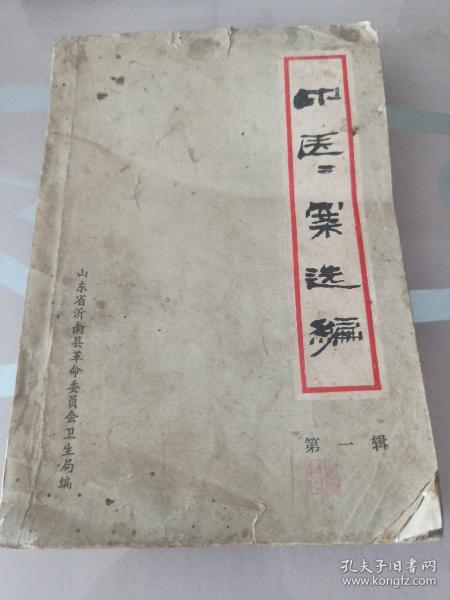 中医〻案选编
第一辑
山东省沂南县革命委员会卫生局编
孔夫子旧书网
www.kongfz.com